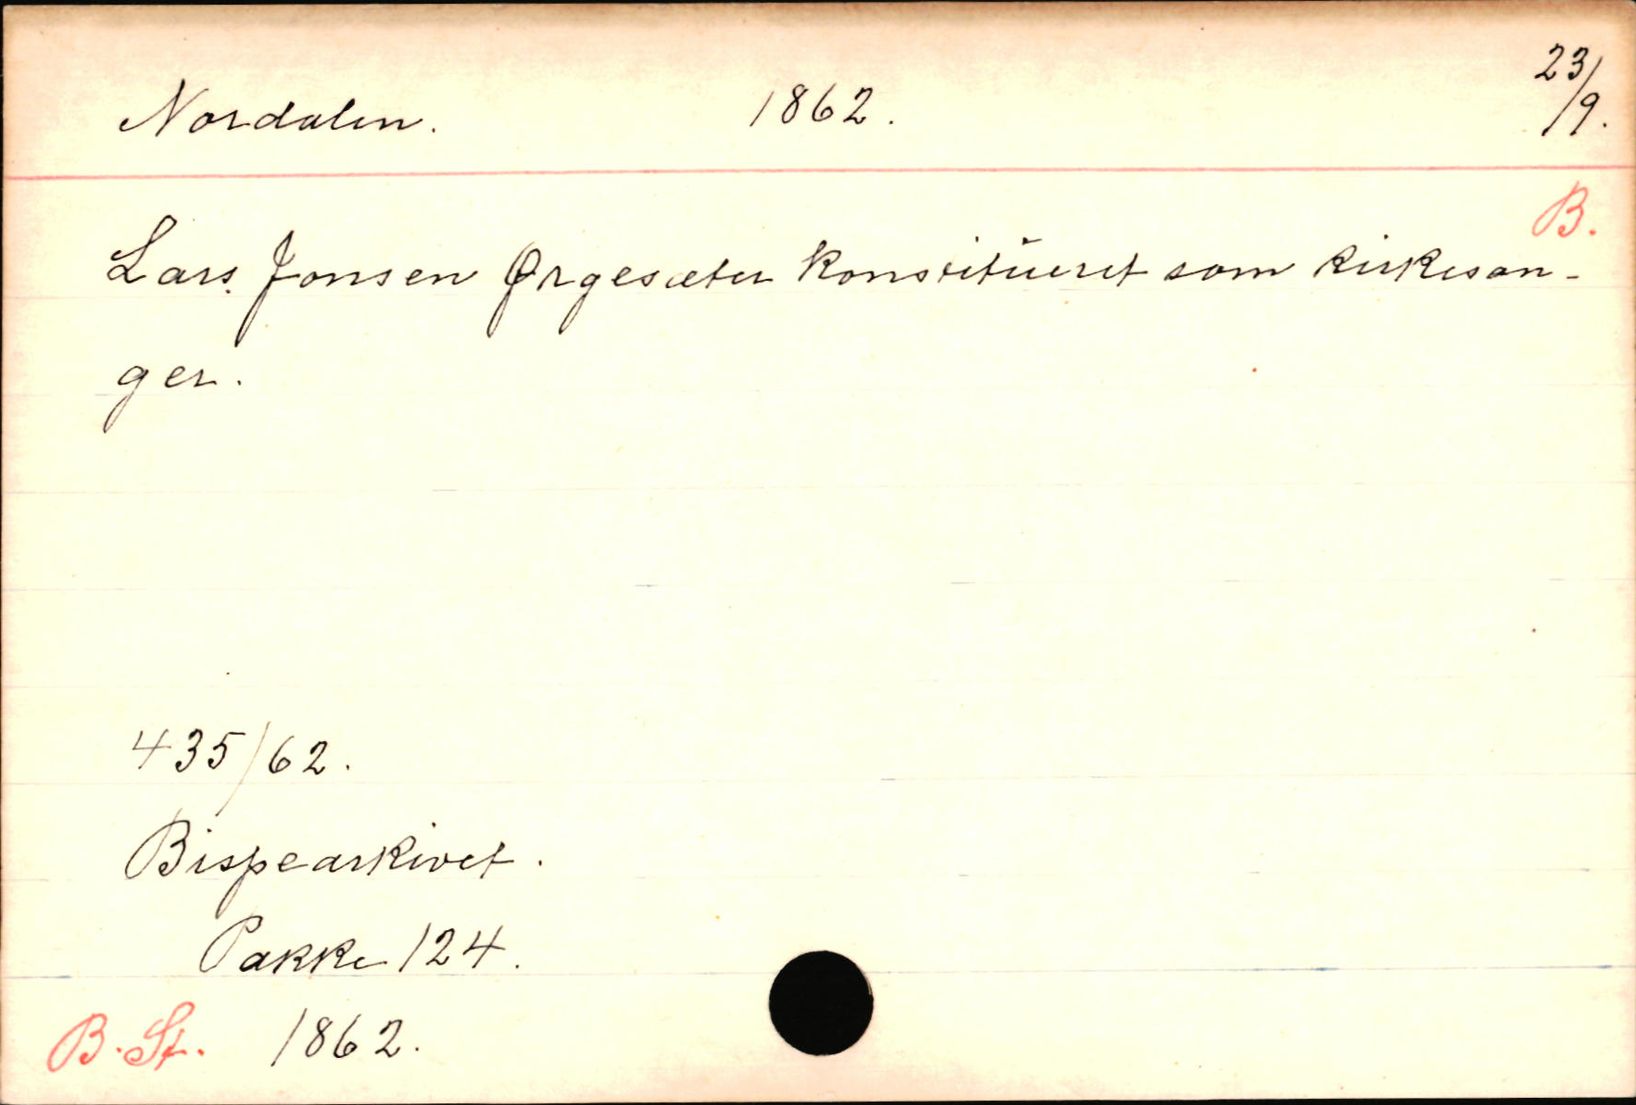 Nordalen. 1862. 23/9.
B.
Lars Jonsen Ørgesæter konstitueret som kirkesan-
ger.
435/62.
Bispearkivet.
Pakke 124.
B. St. 1862.